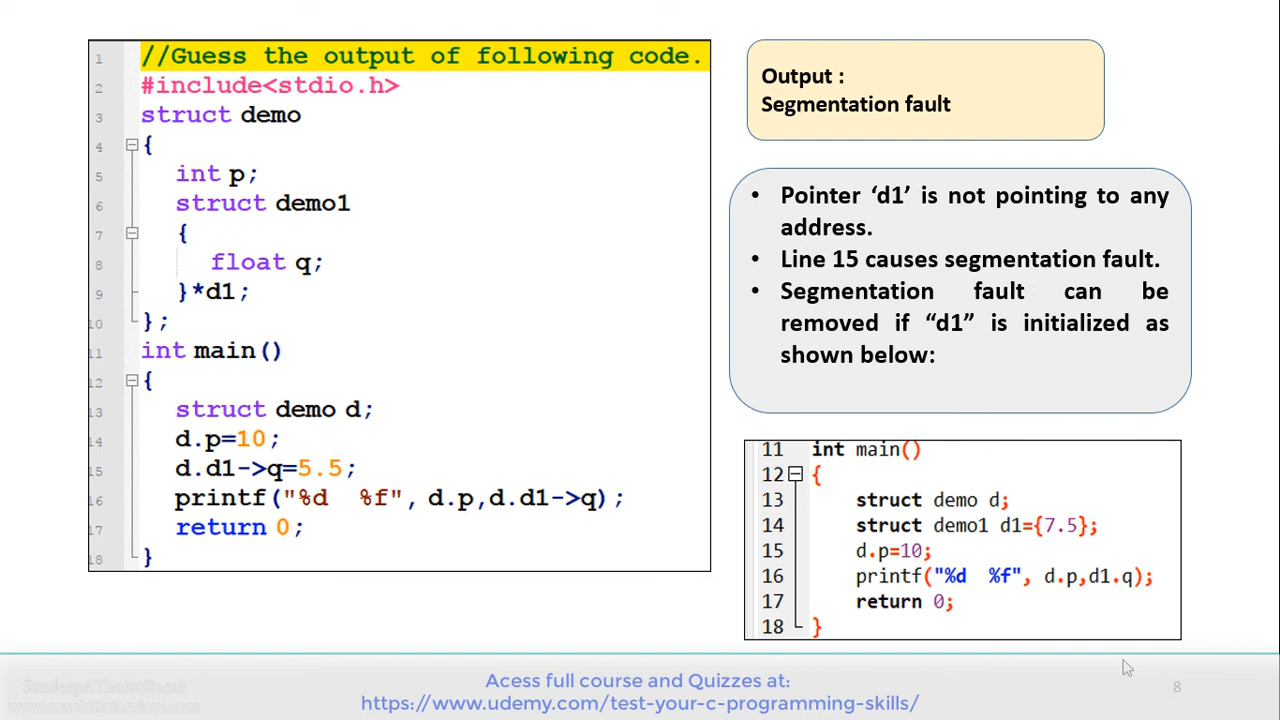 1 //Guess the output of following code.
2 #include<stdio.h>
3 struct demo
4 {
5 int p;
6 struct demo1
7 {
8 float q;
9 }*d1;
10 };
11 int main()
12 {
13 struct demo d;
14 d.p=10;
15 d.d1->q=5.5;
16 printf("%d  %f", d.p,d.d1->q);
17 return 0;
18 }
Output :
Segmentation fault
• Pointer ‘d1’ is not pointing to any
address.
• Line 15 causes segmentation fault.
• Segmentation fault can be
removed if “d1” is initialized as
shown below:
11 int main()
12 {
13 struct demo d;
14 struct demo1 d1={7.5};
15 d.p=10;
16 printf("%d  %f", d.p,d1.q);
17 return 0;
18 }
Acess full course and Quizzes at:
https://www.udemy.com/test-your-c-programming-skills/
8